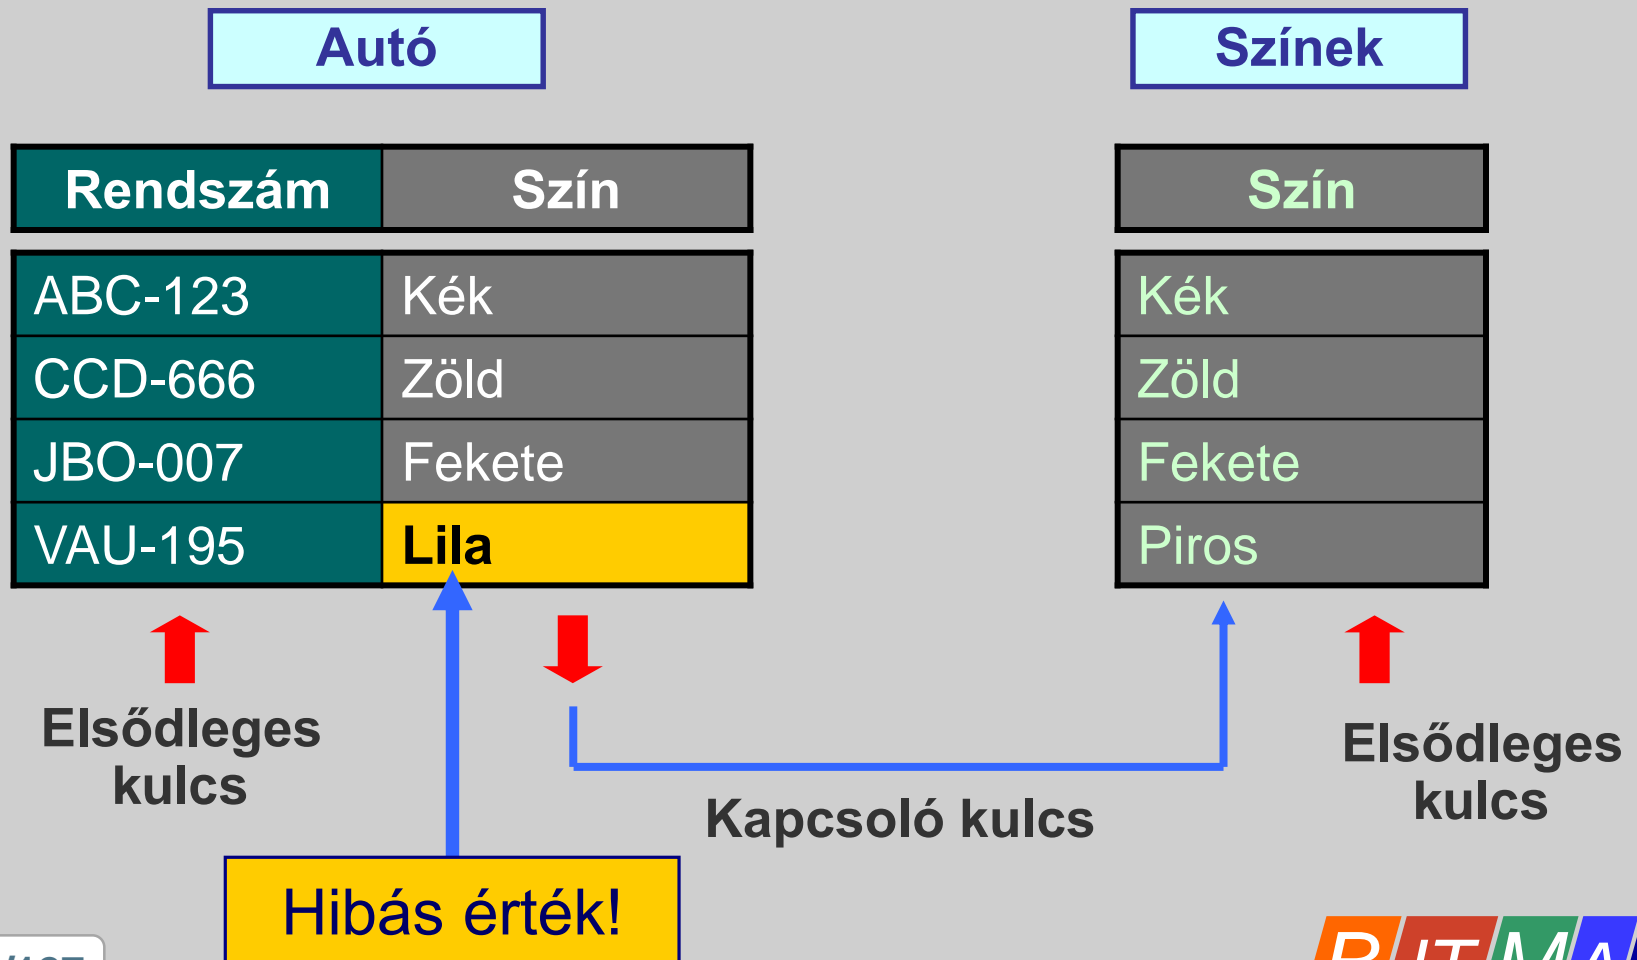 Autó
Színek
Rendszám Szín
Szín
ABC-123 Kék
Kék
CCD-666 Zöld
Zöld
JBO-007 Fekete
Fekete
VAU-195 Lila
Piros
Elsődleges
kulcs
Elsődleges
kulcs
Kapcsoló kulcs
Hibás érték!
R IT M A